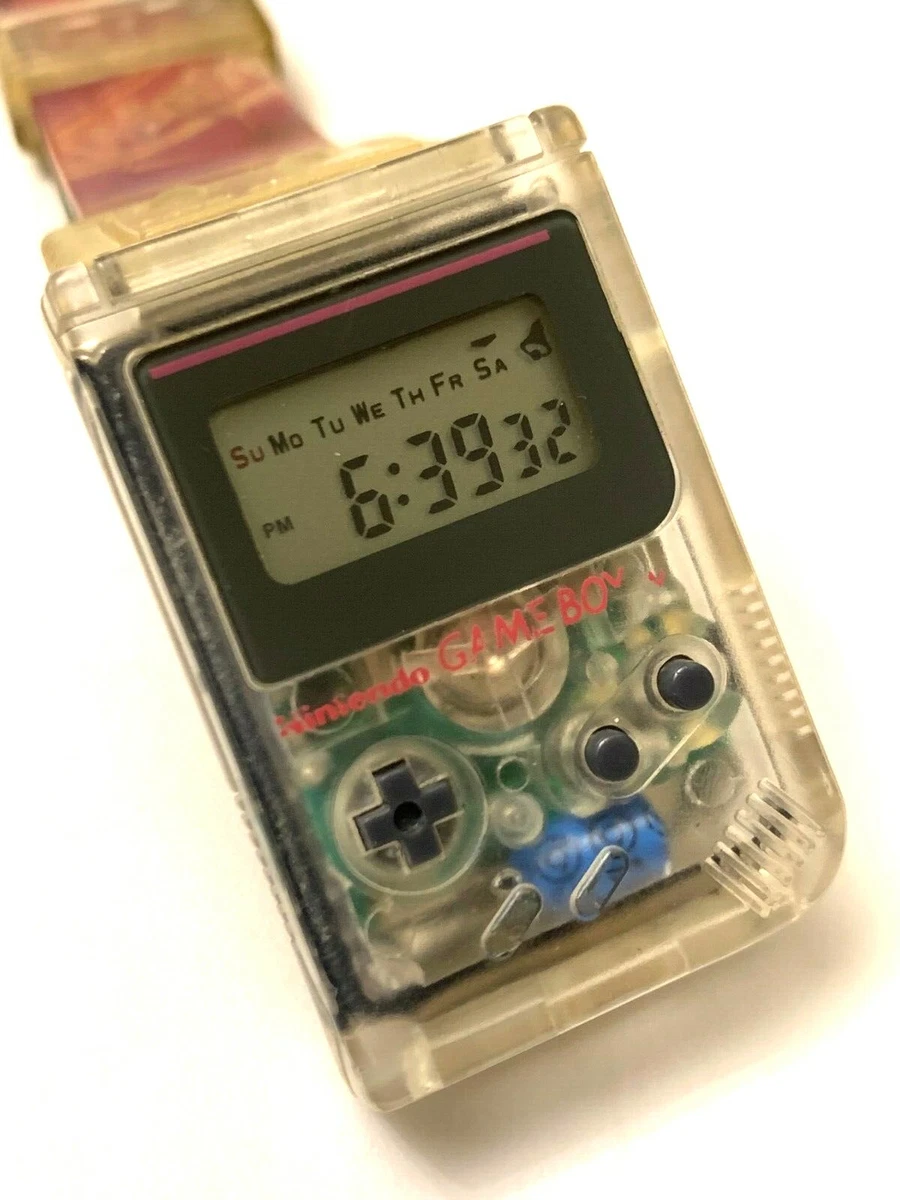 Su Mo Tu We Th Fr Sa
PM 6:39 32
Nintendo GAME BOY